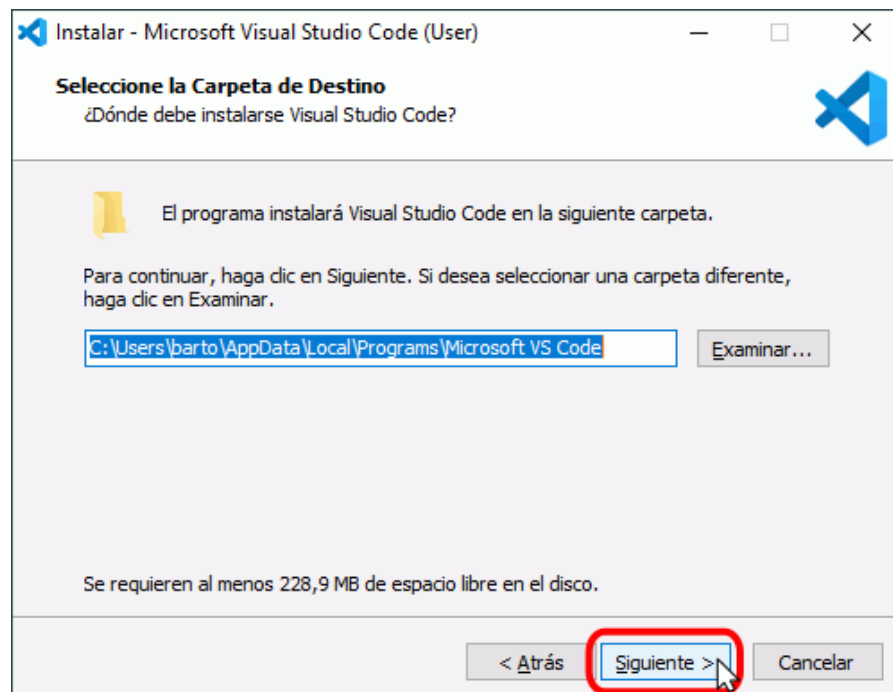 Instalar - Microsoft Visual Studio Code (User)
Seleccione la Carpeta de Destino
¿Dónde debe instalarse Visual Studio Code?
El programa instalará Visual Studio Code en la siguiente carpeta.
Para continuar, haga clic en Siguiente. Si desea seleccionar una carpeta diferente,
haga clic en Examinar.
C:\Users\barto\AppData\Local\Programs\Microsoft VS Code
Examinar...
Se requieren al menos 228,9 MB de espacio libre en el disco.
< Atrás
Siguiente >
Cancelar